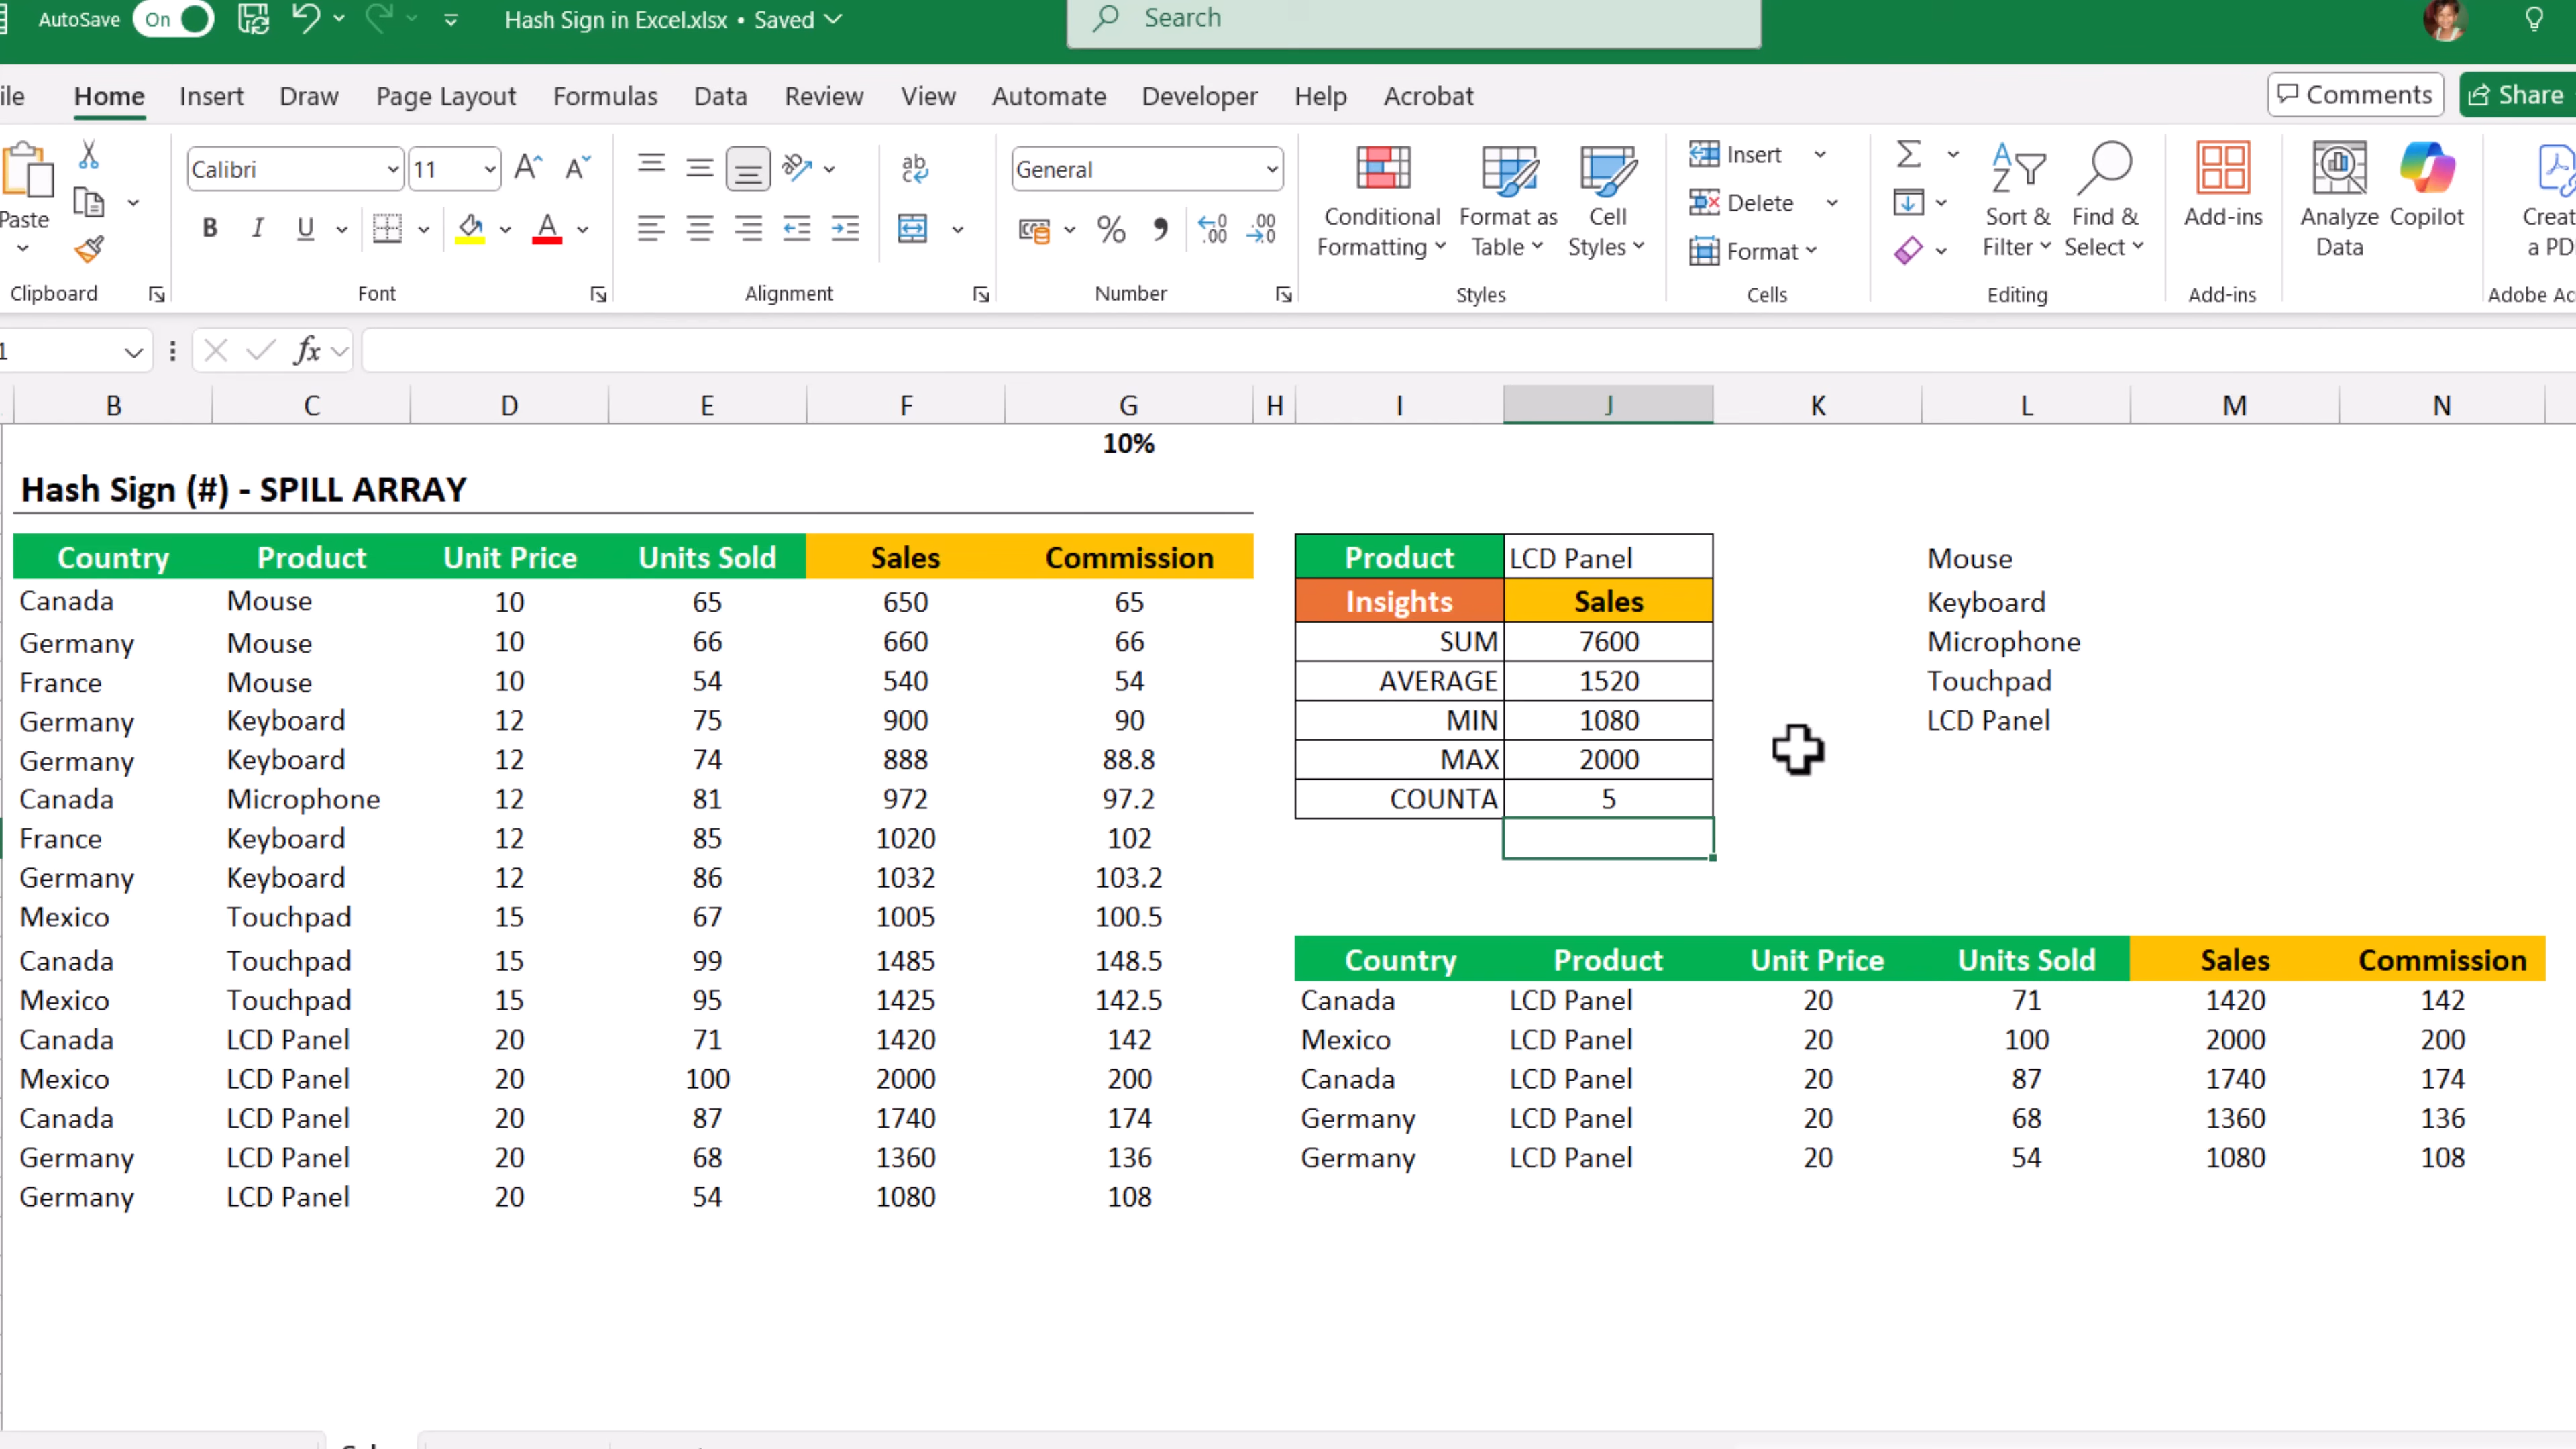 AutoSave On Hash Sign in Excel.xlsx • Saved Search
ile Home Insert Draw Page Layout Formulas Data Review View Automate Developer Help Acrobat Comments Share
Paste
Calibri 11
B I U A
ab
General
% 9 .00
Conditional Formatting
Format as Table
Cell Styles
Insert
Delete
Format
Sort & Filter
Find & Select
Add-ins
Analyze Data
Copilot
Creat
a PD
Clipboard Font Alignment Number Styles Cells Editing Add-ins Adobe Ac
1 fx
B C D E F G H I J K L M N
10%
Hash Sign (#) - SPILL ARRAY
Country Product Unit Price Units Sold Sales Commission
Canada Mouse 10 65 650 65
Germany Mouse 10 66 660 66
France Mouse 10 54 540 54
Germany Keyboard 12 75 900 90
Germany Keyboard 12 74 888 88.8
Canada Microphone 12 81 972 97.2
France Keyboard 12 85 1020 102
Germany Keyboard 12 86 1032 103.2
Mexico Touchpad 15 67 1005 100.5
Canada Touchpad 15 99 1485 148.5
Mexico Touchpad 15 95 1425 142.5
Canada LCD Panel 20 71 1420 142
Mexico LCD Panel 20 100 2000 200
Canada LCD Panel 20 87 1740 174
Germany LCD Panel 20 68 1360 136
Germany LCD Panel 20 54 1080 108
Product LCD Panel
Insights Sales
SUM 7600
AVERAGE 1520
MIN 1080
MAX 2000
COUNTA 5
Mouse
Keyboard
Microphone
Touchpad
LCD Panel
Country Product Unit Price Units Sold Sales Commission
Canada LCD Panel 20 71 1420 142
Mexico LCD Panel 20 100 2000 200
Canada LCD Panel 20 87 1740 174
Germany LCD Panel 20 68 1360 136
Germany LCD Panel 20 54 1080 108